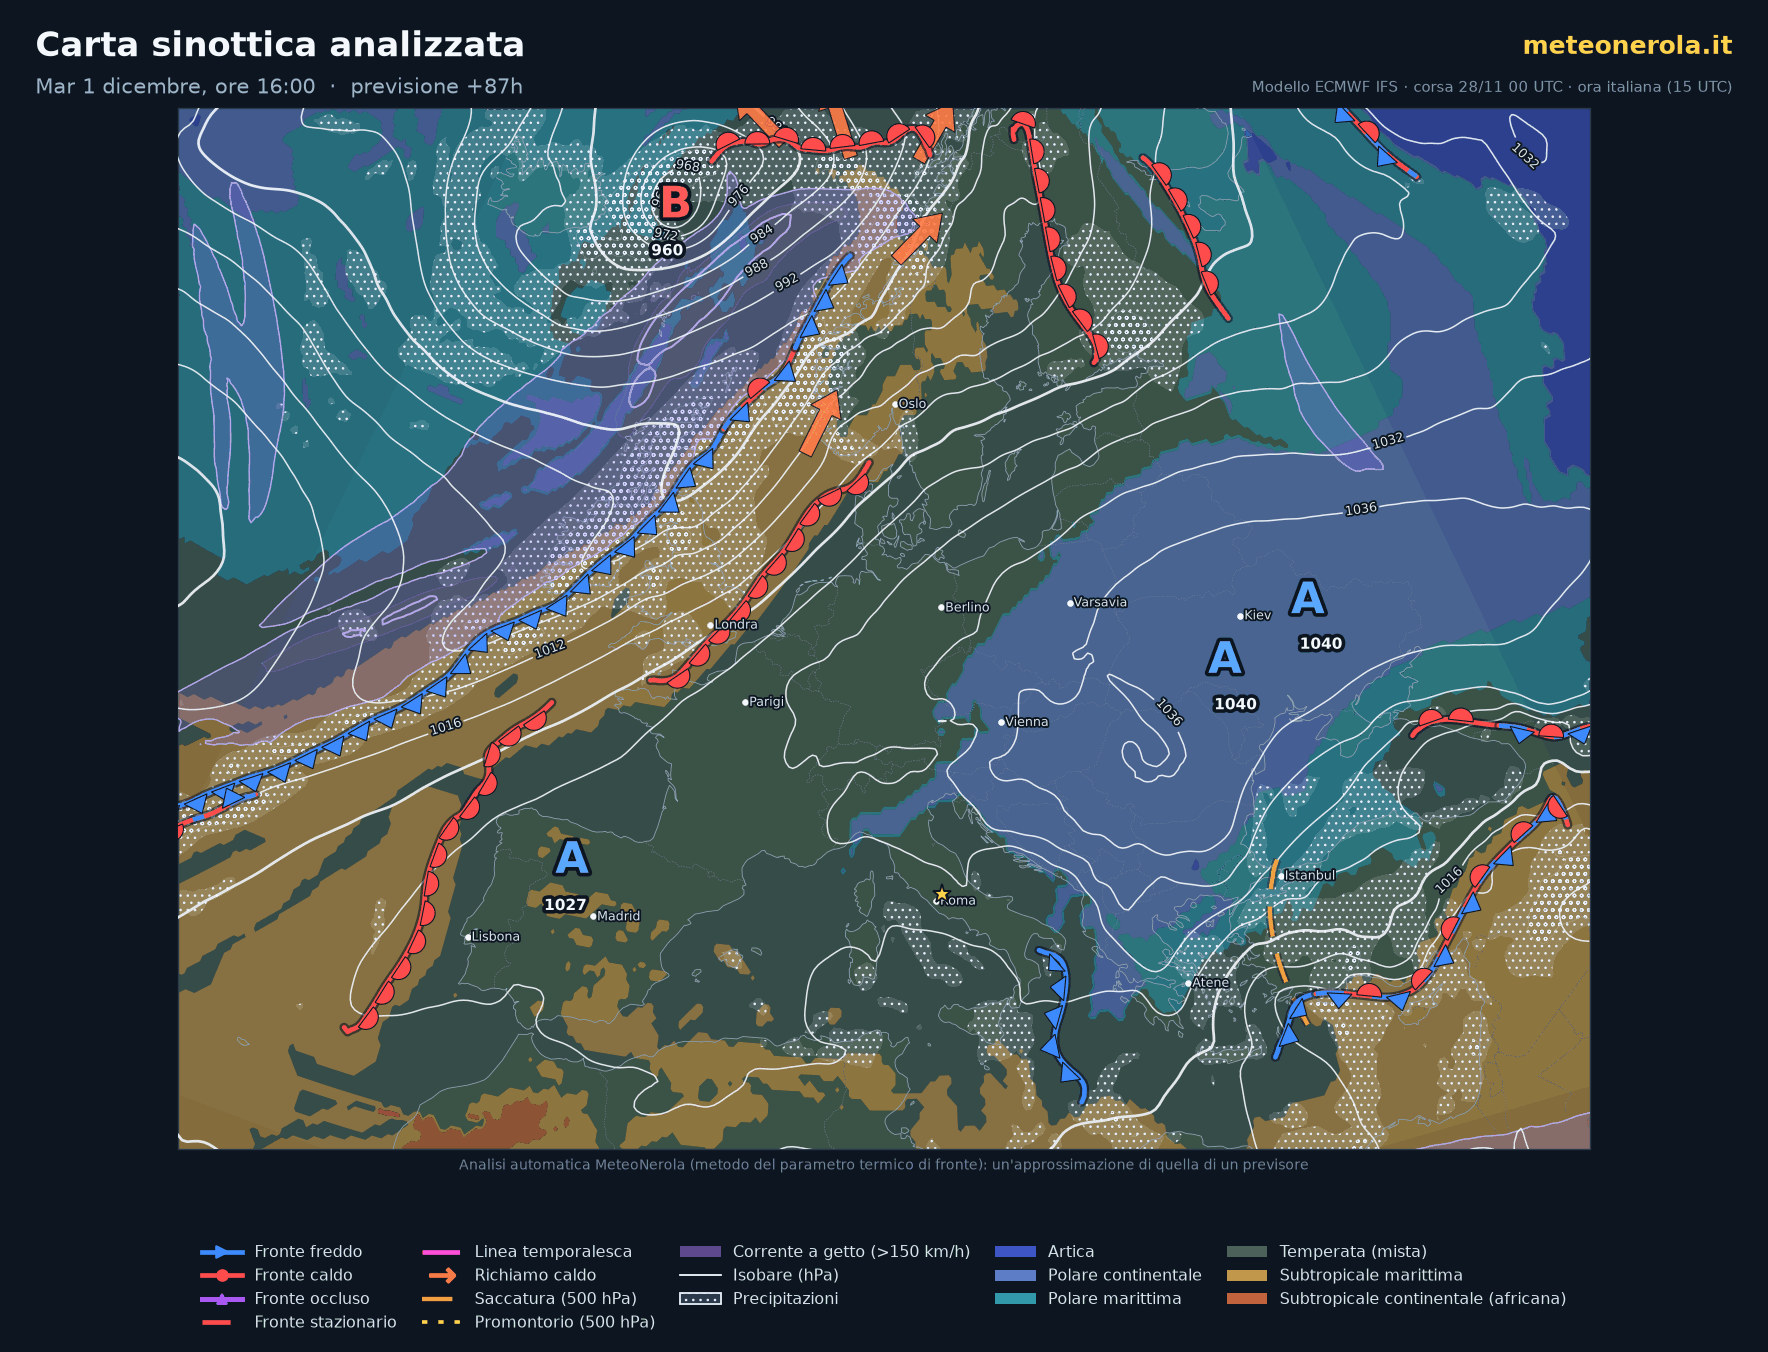 Carta sinottica analizzata
meteonerola.it
Mar 1 dicembre, ore 16:00 · previsione +87h
Modello ECMWF IFS · corsa 28/11 00 UTC · ora italiana (15 UTC)
968
976
B
972
960
984
988
992
1032
Oslo
1032
1036
A
1040
Berlino
Varsavia
Kiev
Londra
1012
A
1040
1036
Parigi
Vienna
1016
A
1027
Istanbul
1016
Roma
Madrid
Lisbona
Atene
Analisi automatica MeteoNerola (metodo del parametro termico di fronte): un'approssimazione di quella di un previsore
Fronte freddo
Fronte caldo
Fronte occluso
Fronte stazionario
Linea temporalesca
Richiamo caldo
Saccatura (500 hPa)
Promontorio (500 hPa)
Corrente a getto (>150 km/h)
Isobare (hPa)
Precipitazioni
Artica
Polare continentale
Polare marittima
Temperata (mista)
Subtropicale marittima
Subtropicale continentale (africana)